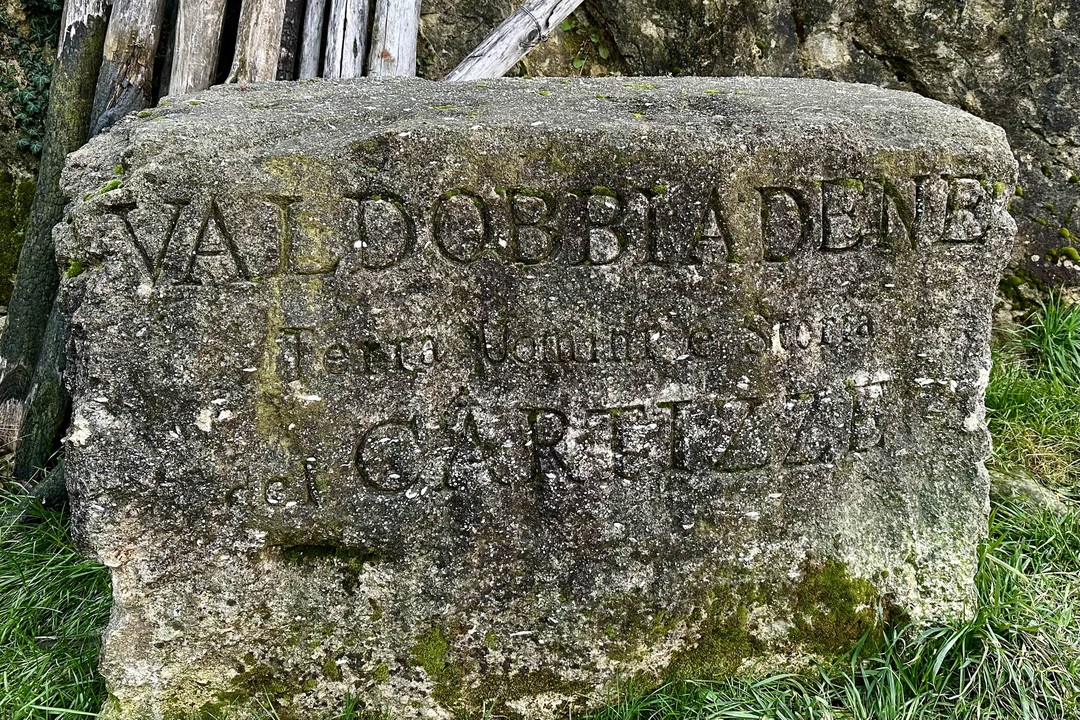 VALDOBBIADENE
Terra Uomini e Storia
del CARTIZZE